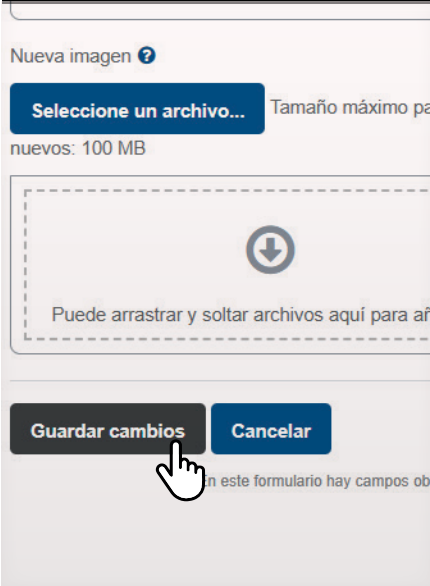 Nueva imagen
Seleccione un archivo... Tamaño máximo pa
nuevos: 100 MB
Puede arrastrar y soltar archivos aquí para añ
Guardar cambios Cancelar
En este formulario hay campos ob